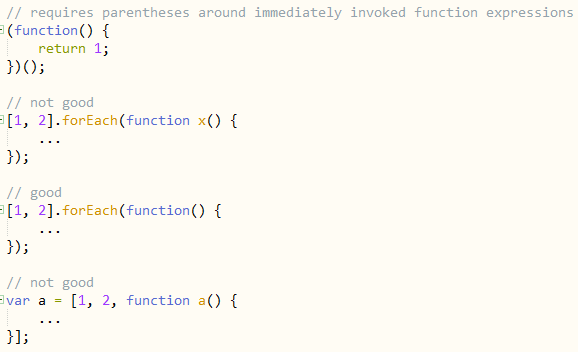 // requires parentheses around immediately invoked function expressions
(function() {
    return 1;
})();
// not good
[1, 2].forEach(function x() {
    ...
});
// good
[1, 2].forEach(function() {
    ...
});
// not good
var a = [1, 2, function a() {
    ...
}];